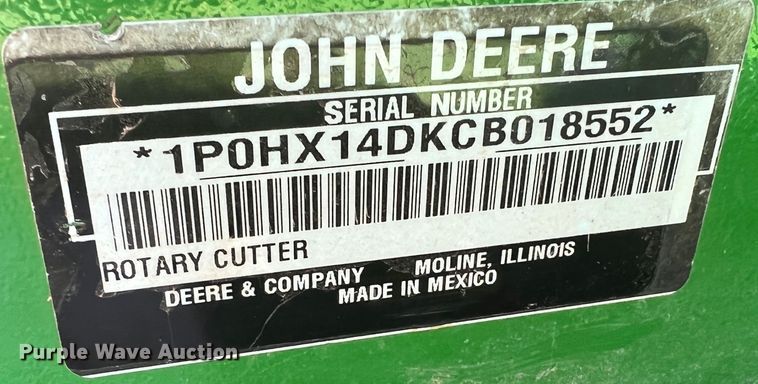 JOHN DEERE
SERIAL NUMBER
*1P0HX14DKCB018552*
ROTARY CUTTER
DEERE & COMPANY MOLINE, ILLINOIS
MADE IN MEXICO
Purple Wave Auction